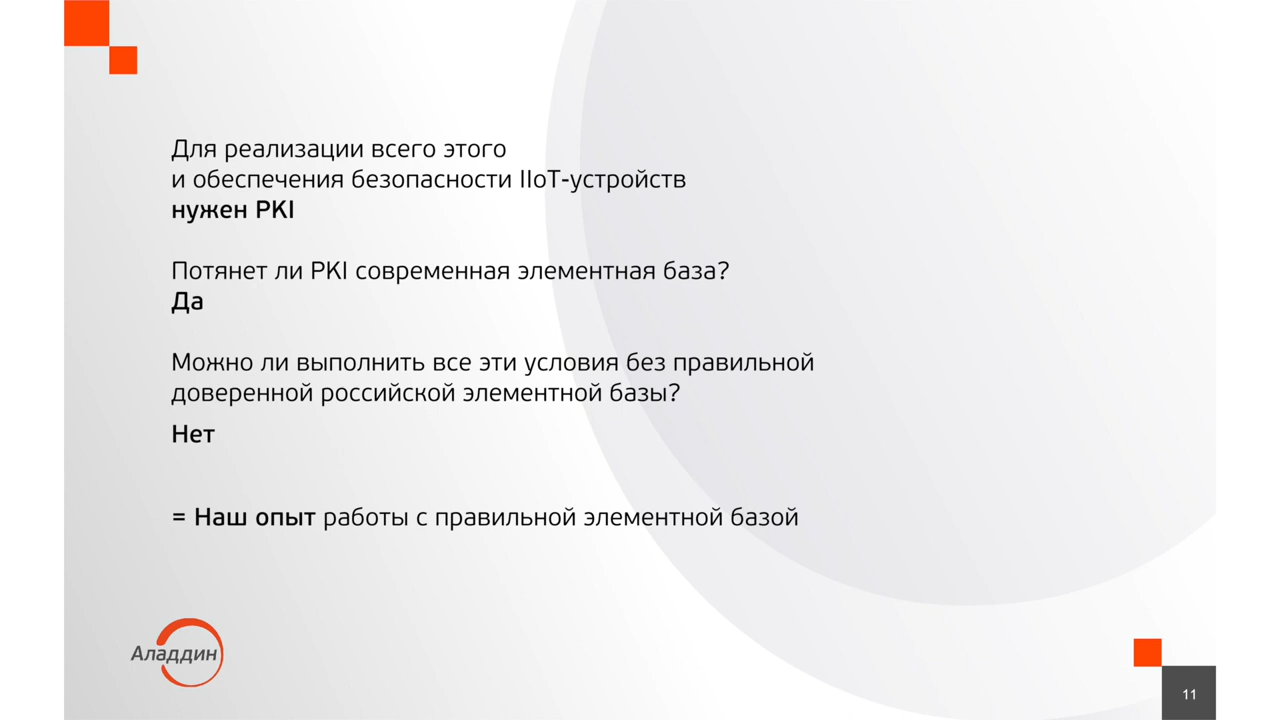 Для реализации всего этого
и обеспечения безопасности IIoT-устройств
нужен PKI
Потянет ли PKI современная элементная база?
Да
Можно ли выполнить все эти условия без правильной
доверенной российской элементной базы?
Нет
= Наш опыт работы с правильной элементной базой
Аладдин
11